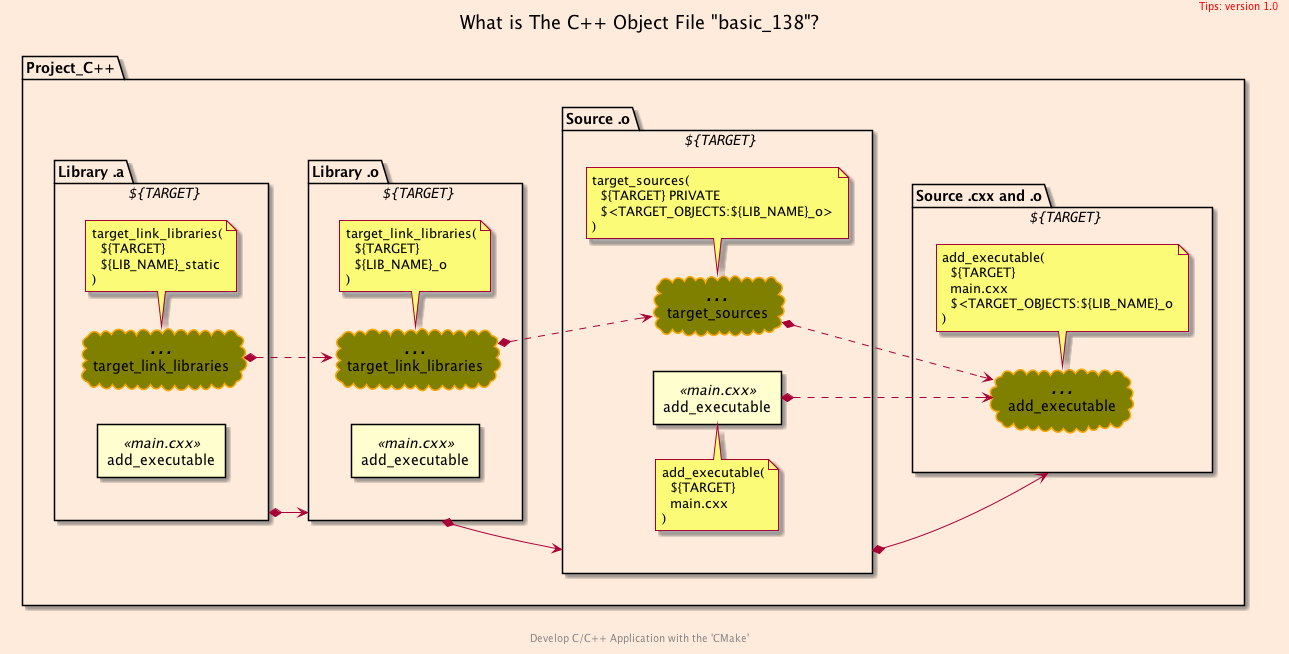 Tips: version 1.0
What is The C++ Object File "basic_138"?
Project_C++
Library .a
${TARGET}
target_link_libraries(
${TARGET}
${LIB_NAME}_static
)
...
target_link_libraries
«main.cxx»
add_executable
Library .o
${TARGET}
target_link_libraries(
${TARGET}
${LIB_NAME}_o
)
...
target_link_libraries
«main.cxx»
add_executable
Source .o
${TARGET}
target_sources(
${TARGET} PRIVATE
$<TARGET_OBJECTS:${LIB_NAME}_o>
)
...
target_sources
«main.cxx»
add_executable
add_executable(
${TARGET}
main.cxx
)
Source .cxx and .o
${TARGET}
add_executable(
${TARGET}
main.cxx
$<TARGET_OBJECTS:${LIB_NAME}_o
)
...
add_executable
Develop C/C++ Application with the 'CMake'